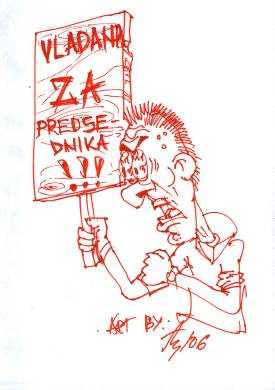 VLADANA
ZA
PREDSE-
DNIKA
!!!
ART BY:
/06